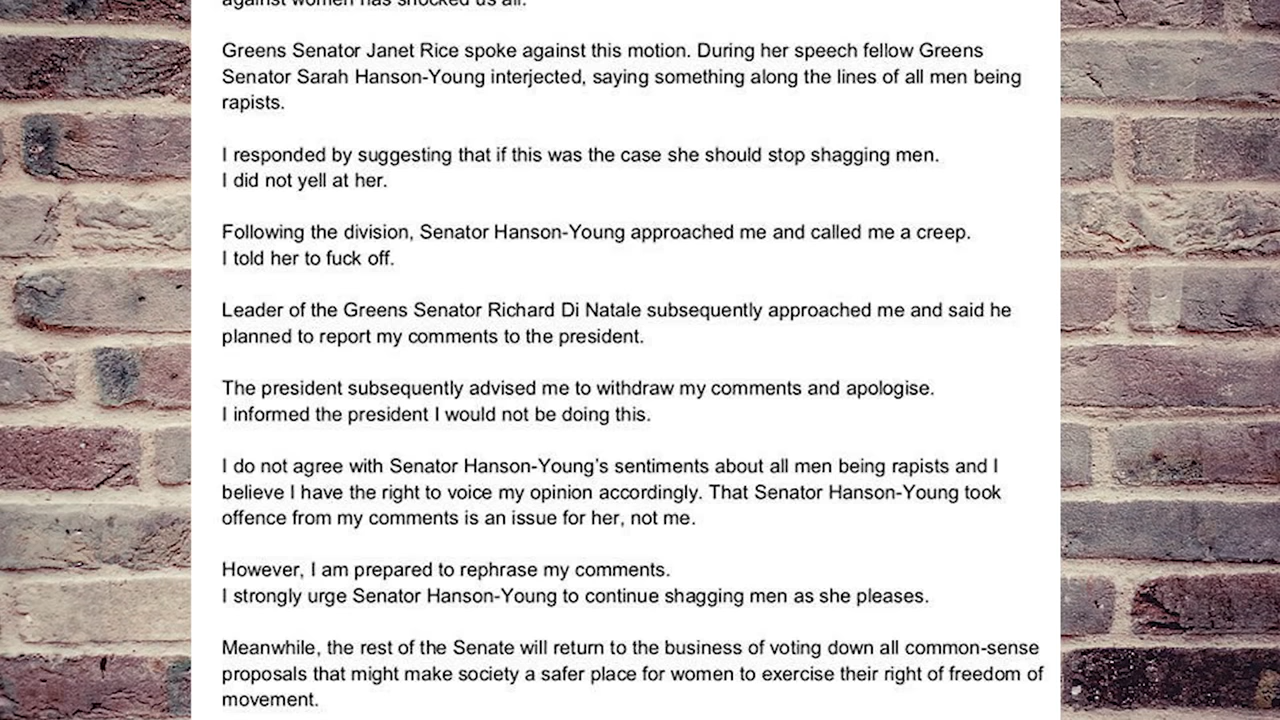 against women has shocked us all.
Greens Senator Janet Rice spoke against this motion. During her speech fellow Greens
Senator Sarah Hanson-Young interjected, saying something along the lines of all men being
rapists.
I responded by suggesting that if this was the case she should stop shagging men.
I did not yell at her.
Following the division, Senator Hanson-Young approached me and called me a creep.
I told her to fuck off.
Leader of the Greens Senator Richard Di Natale subsequently approached me and said he
planned to report my comments to the president.
The president subsequently advised me to withdraw my comments and apologise.
I informed the president I would not be doing this.
I do not agree with Senator Hanson-Young’s sentiments about all men being rapists and I
believe I have the right to voice my opinion accordingly. That Senator Hanson-Young took
offence from my comments is an issue for her, not me.
However, I am prepared to rephrase my comments.
I strongly urge Senator Hanson-Young to continue shagging men as she pleases.
Meanwhile, the rest of the Senate will return to the business of voting down all common-sense
proposals that might make society a safer place for women to exercise their right of freedom of
movement.